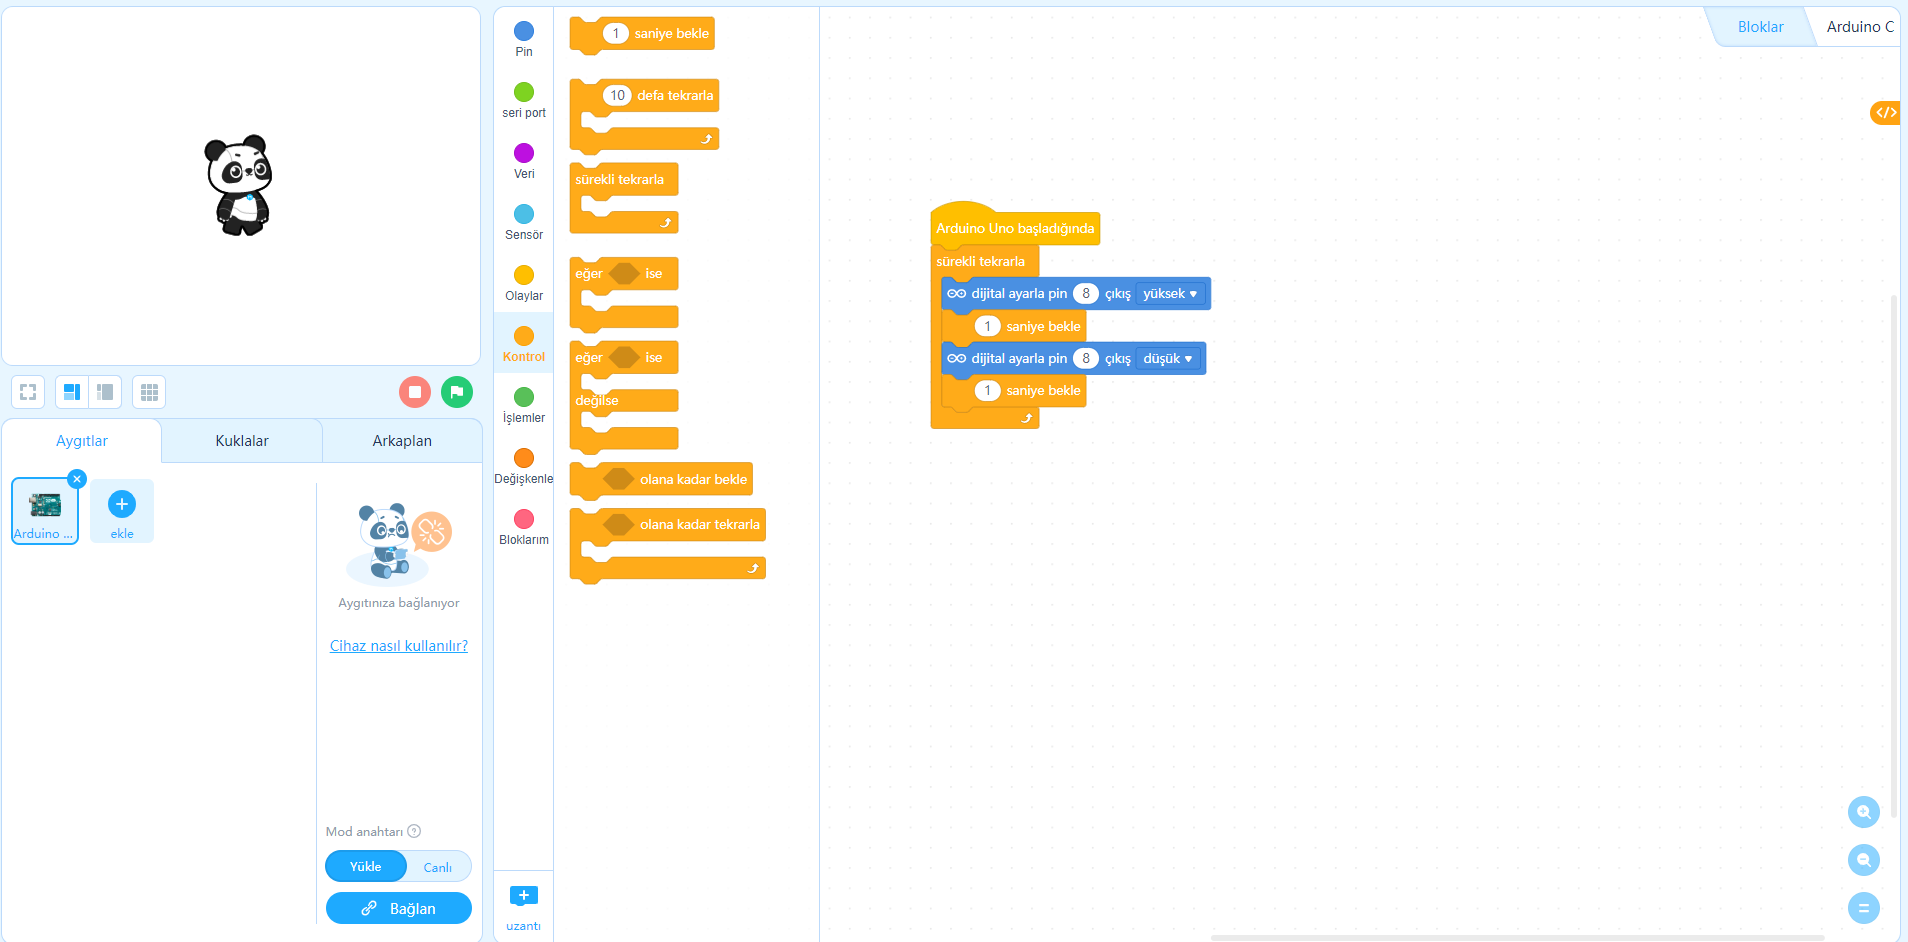 Pin
seri port
Veri
Sensör
Olaylar
Kontrol
İşlemler
Değişkenle
Bloklarım
uzantı
1 saniye bekle
10 defa tekrarla
sürekli tekrarla
eğer ise
eğer ise
değilse
olana kadar bekle
olana kadar tekrarla
Bloklar
Arduino C
</>
Arduino Uno başladığında
sürekli tekrarla
dijital ayarla pin 8 çıkış yüksek
1 saniye bekle
dijital ayarla pin 8 çıkış düşük
1 saniye bekle
Aygıtlar
Kuklalar
Arkaplan
Arduino ...
ekle
Aygıtınıza bağlanıyor
Cihaz nasıl kullanılır?
Mod anahtarı ?
Yükle
Canlı
Bağlan